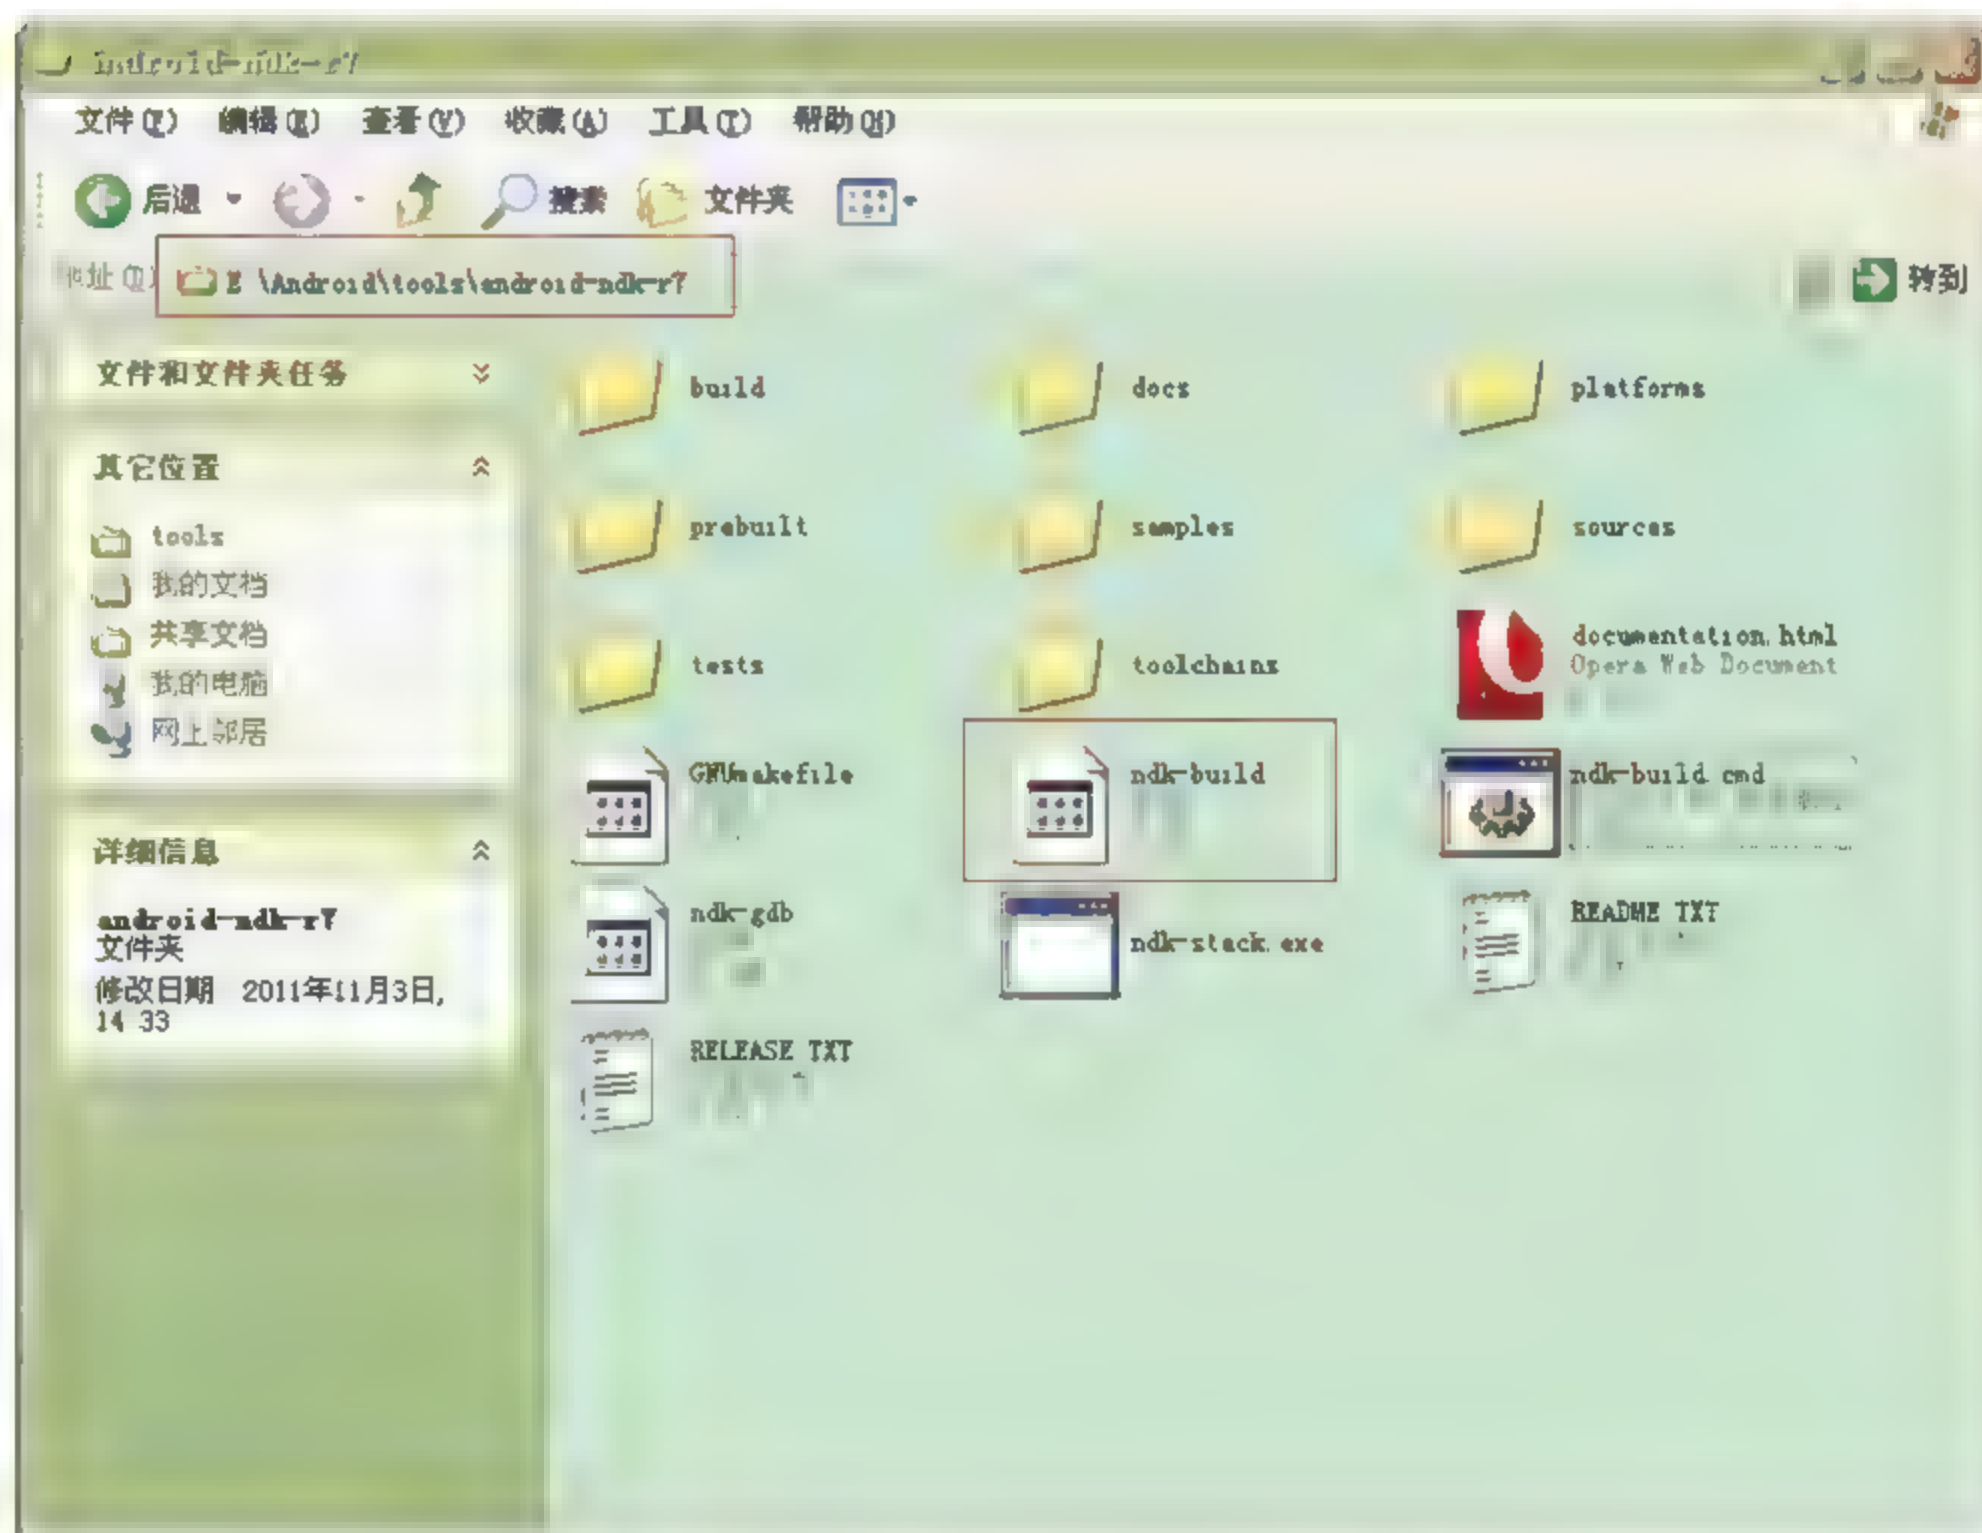 android-ndk-r7
文件(F) 编辑(E) 查看(V) 收藏(A) 工具(T) 帮助(H)
后退 搜索 文件夹
地址(D) E:\Android\tools\android-ndk-r7 转到
文件和文件夹任务
其它位置
tools
我的文档
共享文档
我的电脑
网上邻居
详细信息
android-ndk-r7
文件夹
修改日期: 2011年11月3日,
14:33
build docs platforms
prebuilt samples sources
tests toolchains documentation.html
Opera Web Document
GNUmakefile ndk-build ndk-build.cmd
ndk-gdb ndk-stack.exe README.TXT
RELEASE.TXT